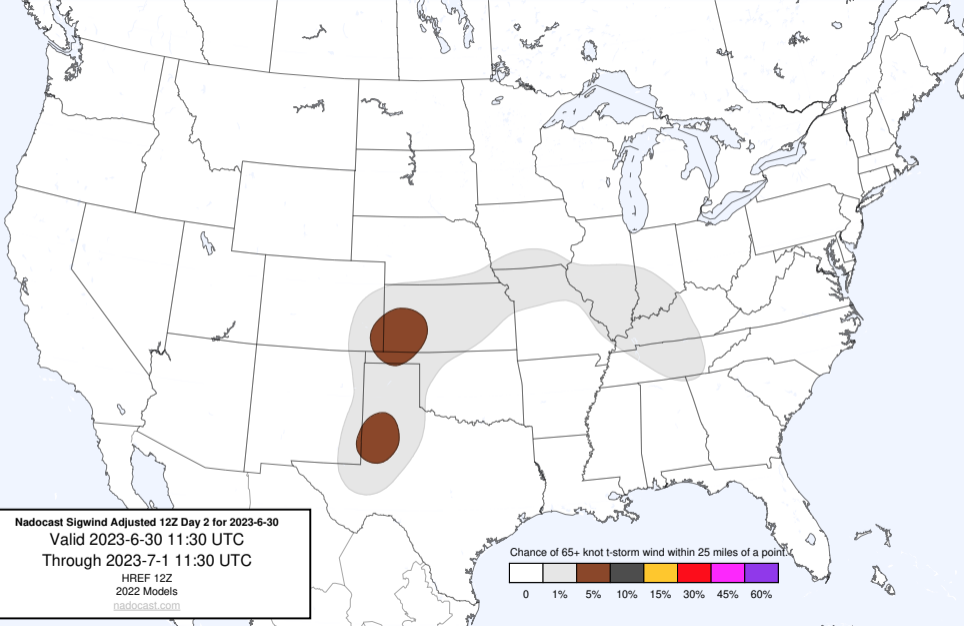 Nadocast Sigwind Adjusted 12Z Day 2 for 2023-6-30
Valid 2023-6-30 11:30 UTC
Through 2023-7-1 11:30 UTC
HREF 12Z
2022 Models
nadocast.com
Chance of 65+ knot t-storm wind within 25 miles of a point.
0 1% 5% 10% 15% 30% 45% 60%